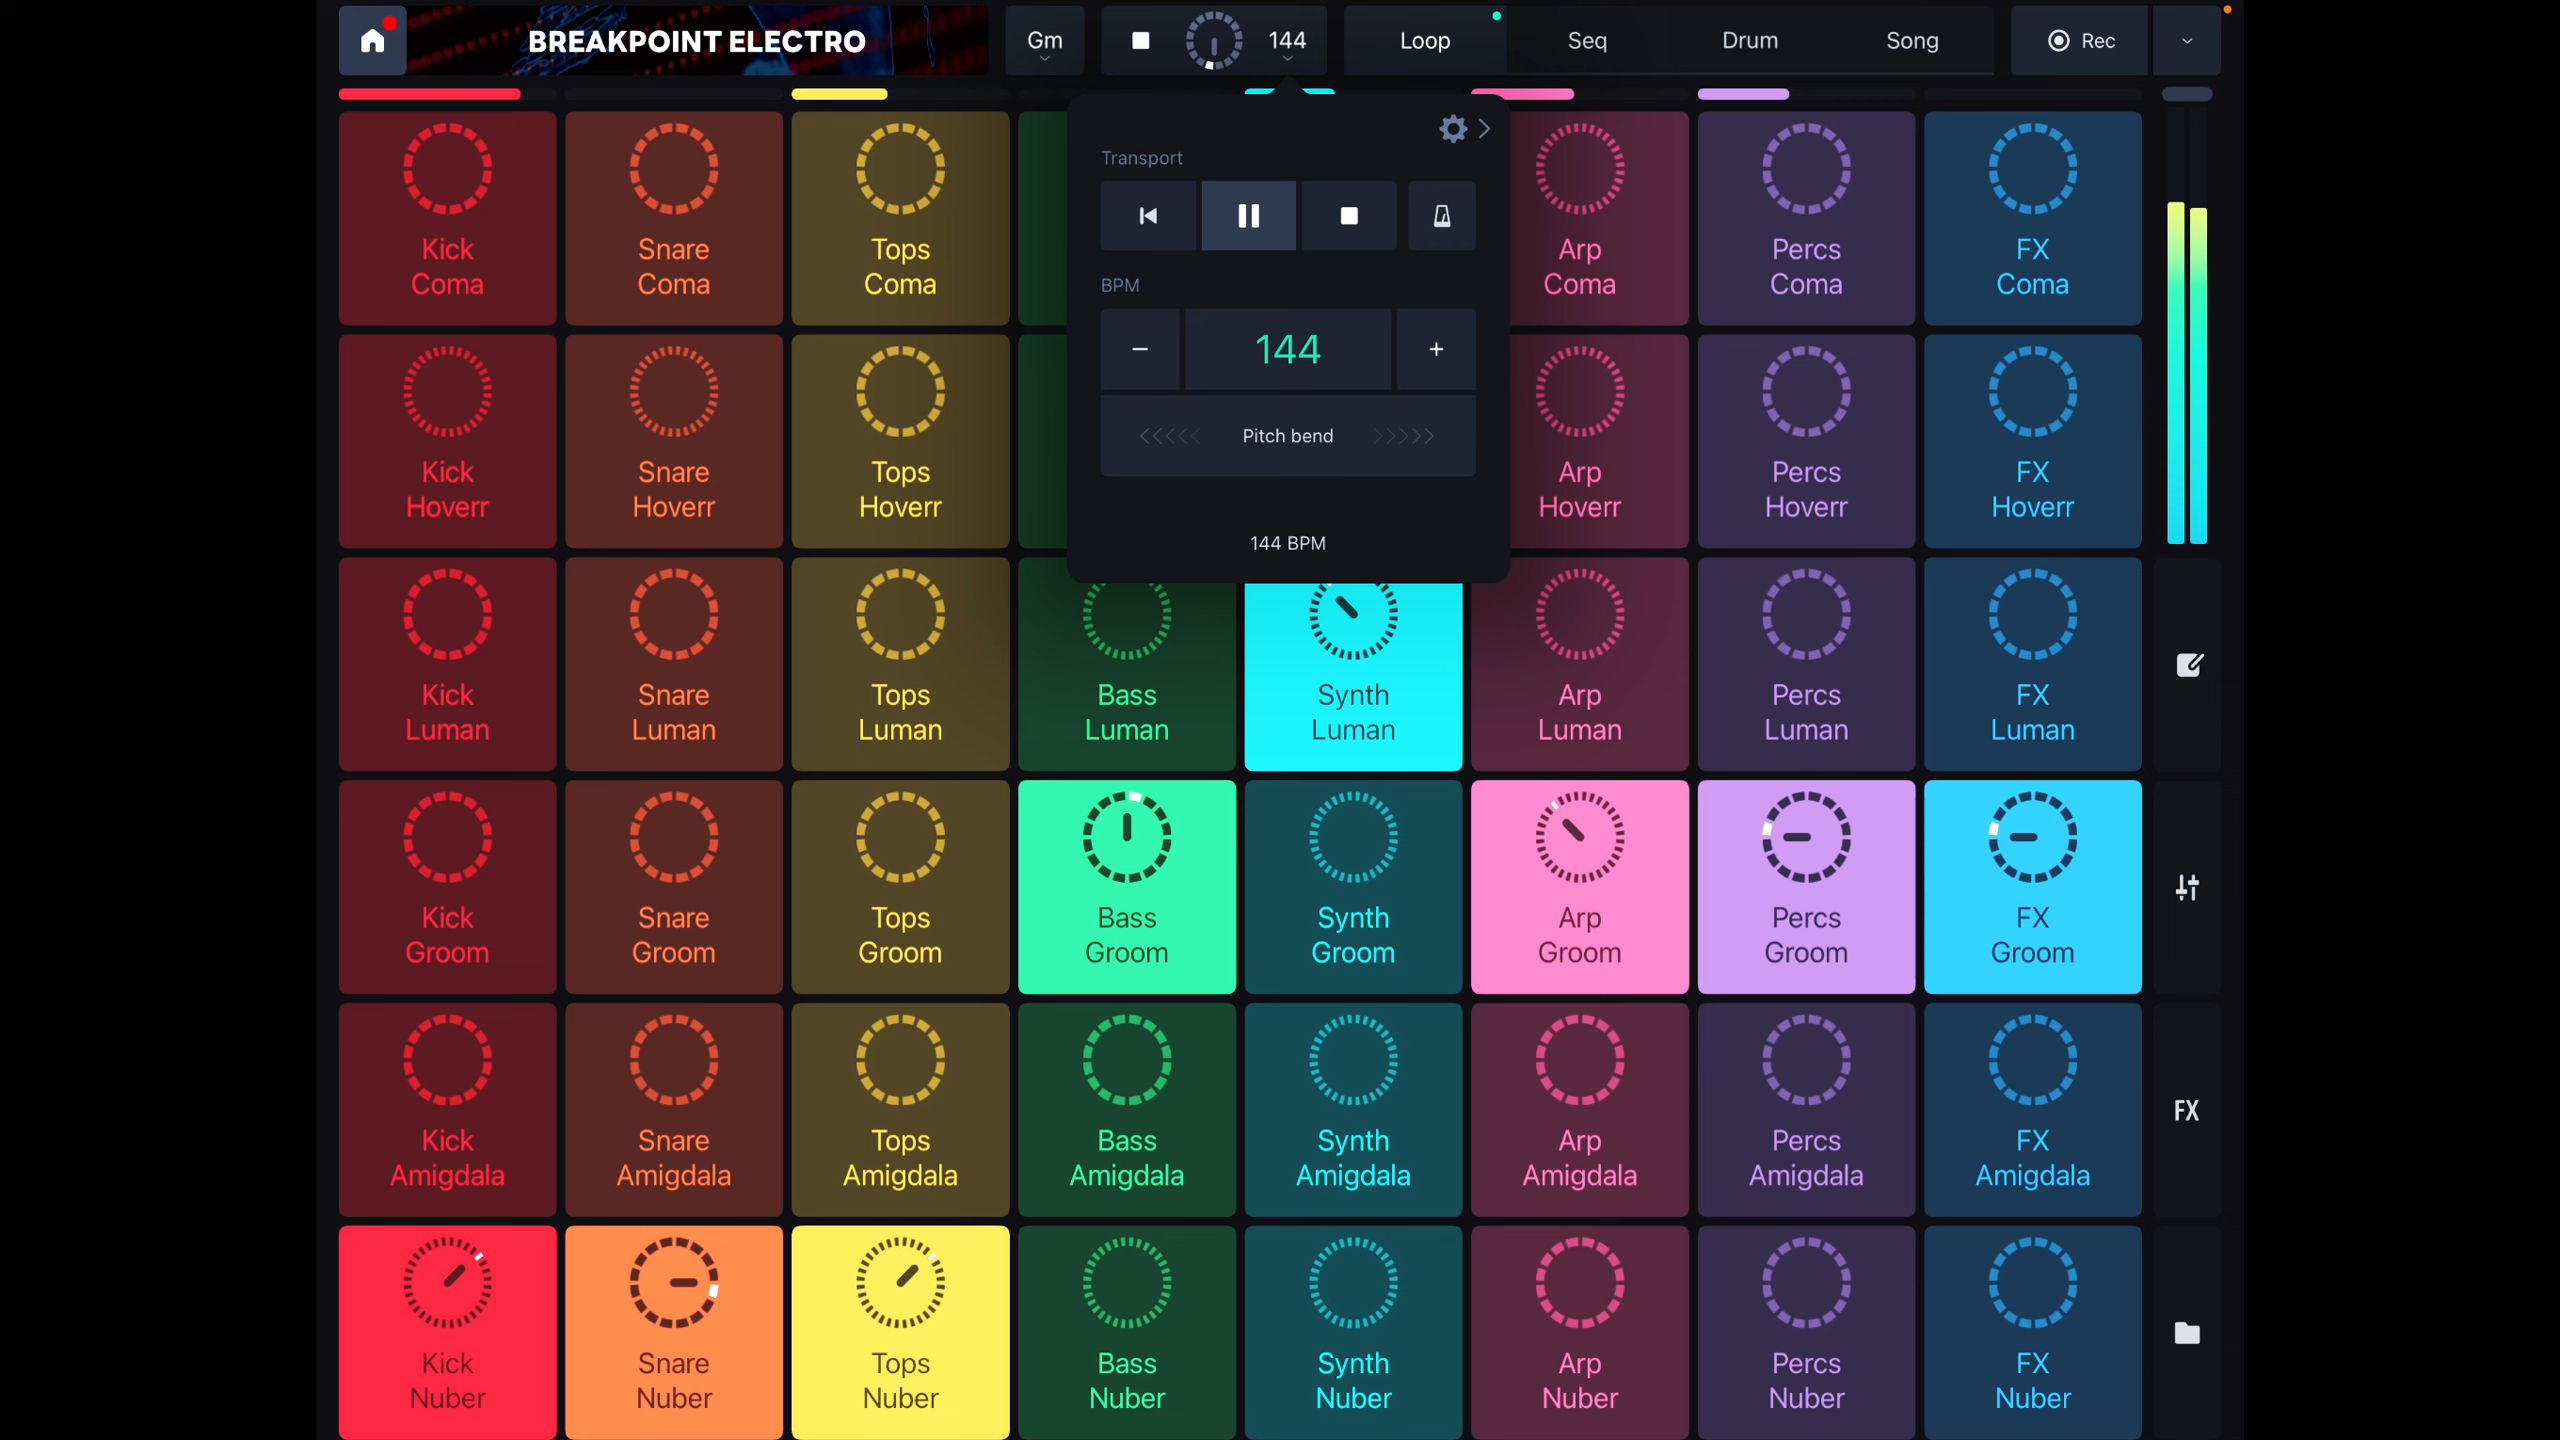 BREAKPOINT ELECTRO
Gm
144
Loop
Seq
Drum
Song
Rec
Transport
BPM
144
Pitch bend
144 BPM
Kick
Coma
Snare
Coma
Tops
Coma
Arp
Coma
Percs
Coma
FX
Coma
Kick
Hoverr
Snare
Hoverr
Tops
Hoverr
Arp
Hoverr
Percs
Hoverr
FX
Hoverr
Kick
Luman
Snare
Luman
Tops
Luman
Bass
Luman
Synth
Luman
Arp
Luman
Percs
Luman
FX
Luman
Kick
Groom
Snare
Groom
Tops
Groom
Bass
Groom
Synth
Groom
Arp
Groom
Percs
Groom
FX
Groom
Kick
Amigdala
Snare
Amigdala
Tops
Amigdala
Bass
Amigdala
Synth
Amigdala
Arp
Amigdala
Percs
Amigdala
FX
Amigdala
FX
Kick
Nuber
Snare
Nuber
Tops
Nuber
Bass
Nuber
Synth
Nuber
Arp
Nuber
Percs
Nuber
FX
Nuber